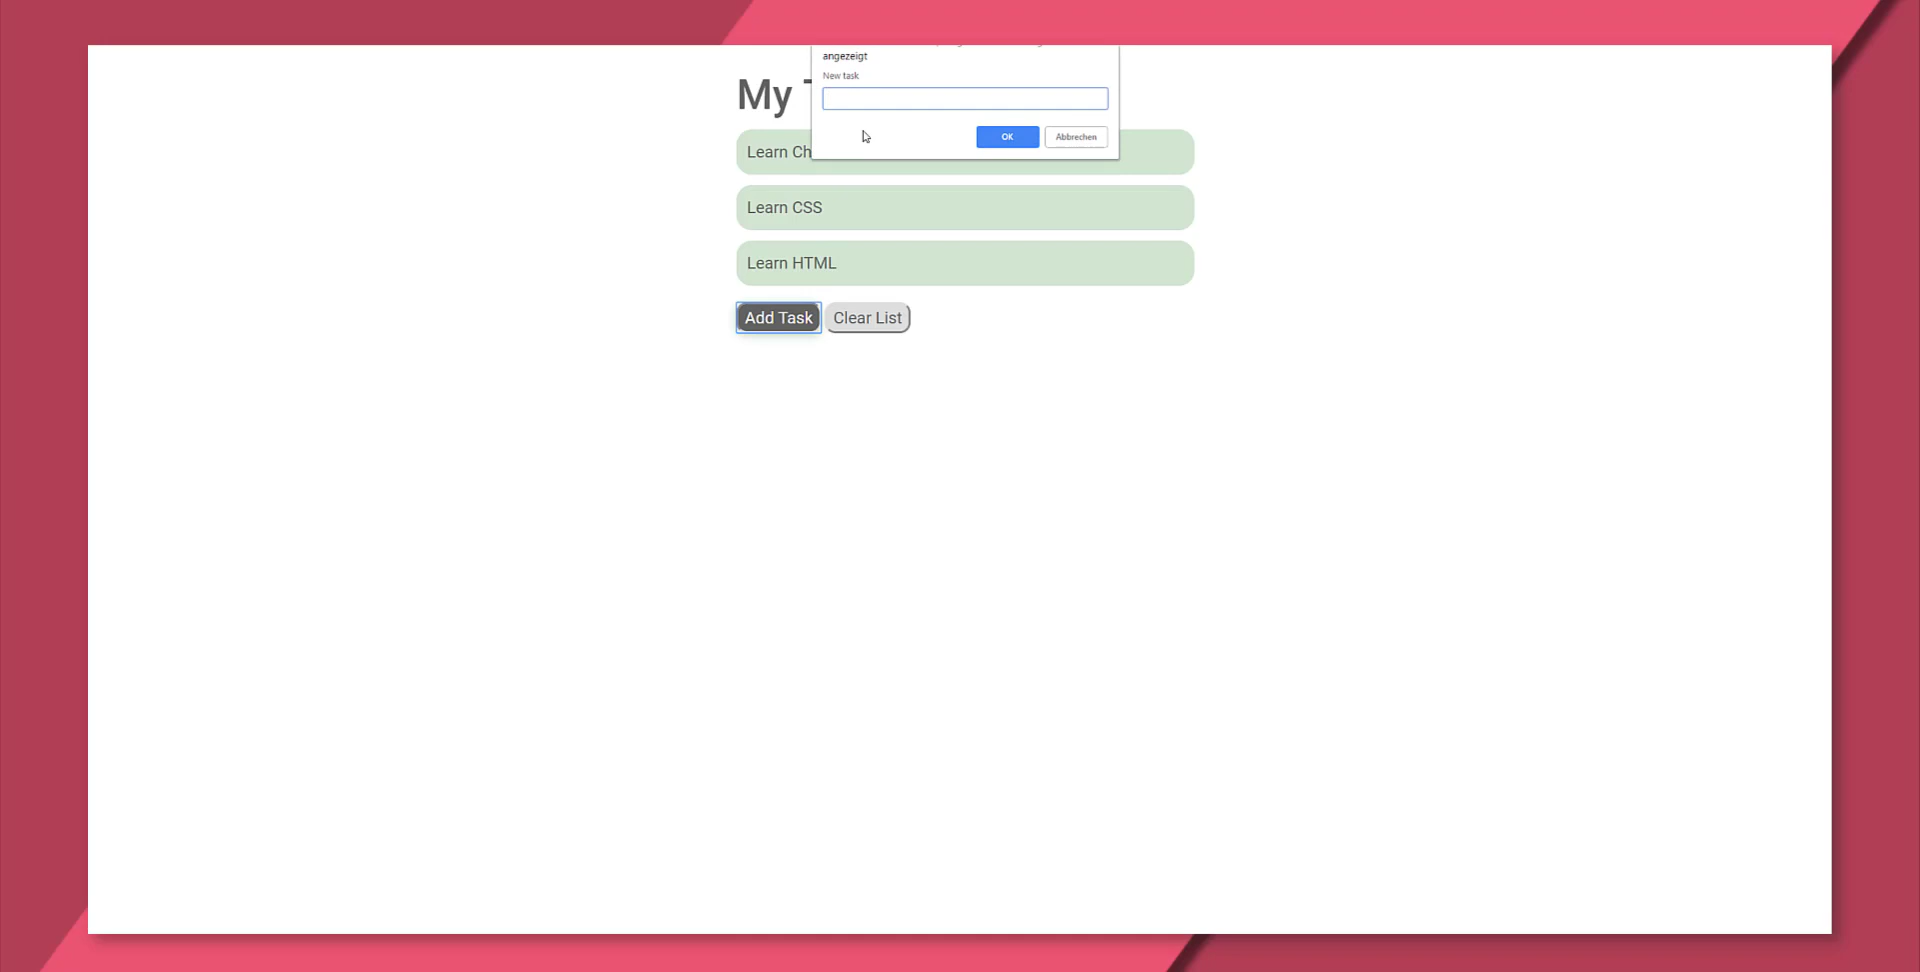 angezeigt
New task
My
OK Abbrechen
Learn Ch
Learn CSS
Learn HTML
Add Task Clear List